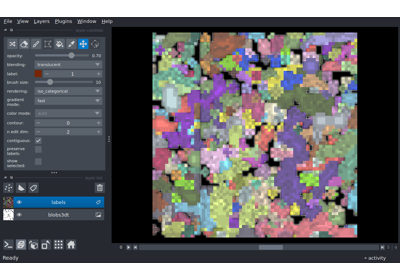 File View Layers Plugins Window Help
opacity: 0.70
blending: translucent
label: 1
brush size: 10
rendering: iso_categorical
gradient mode: fast
color mode:
contour: 0
n edit dim: 2
contiguous:
preserve labels:
show selected:
labels
blobs3dt
0
Ready
activity